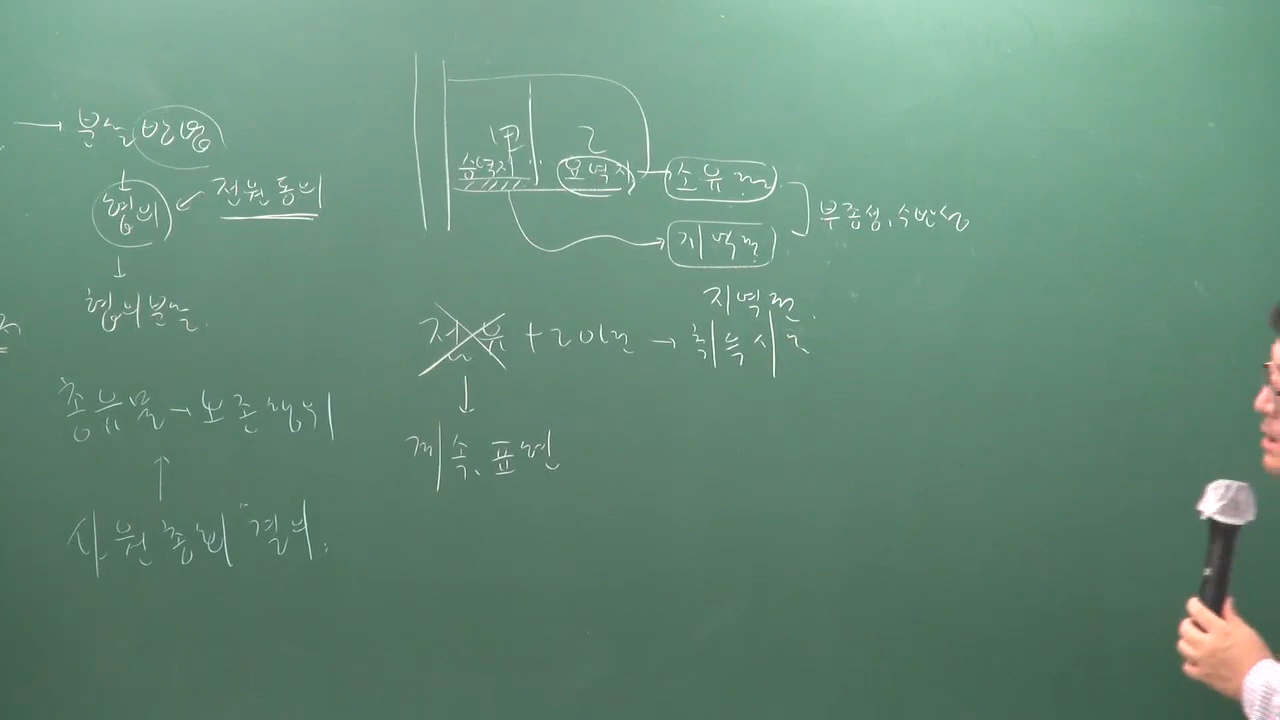 → 분할 방법
↓
협의 ← 전원 동의
↓
협의분할.
총유물 → 보존행위
↑
사원총회 결의.
甲 乙
승역지 요역지 소유권
지역권
부종성, 수반성
점유 + 20년 → 지역권 취득시효
↓
계속, 표현